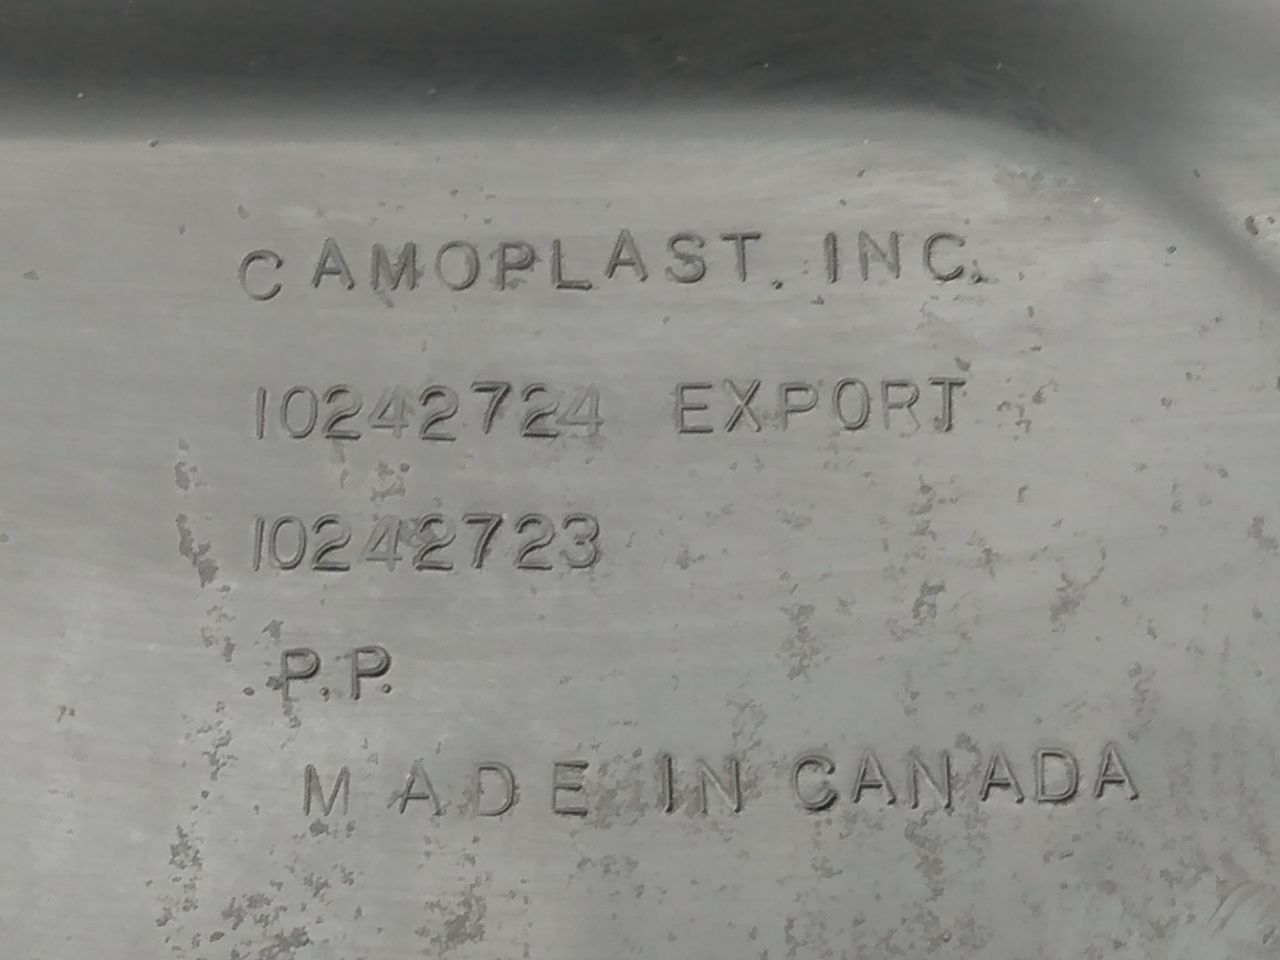 CAMOPLAST. INC.
10242724 EXPORT
10242723
P.P.
MADE IN CANADA